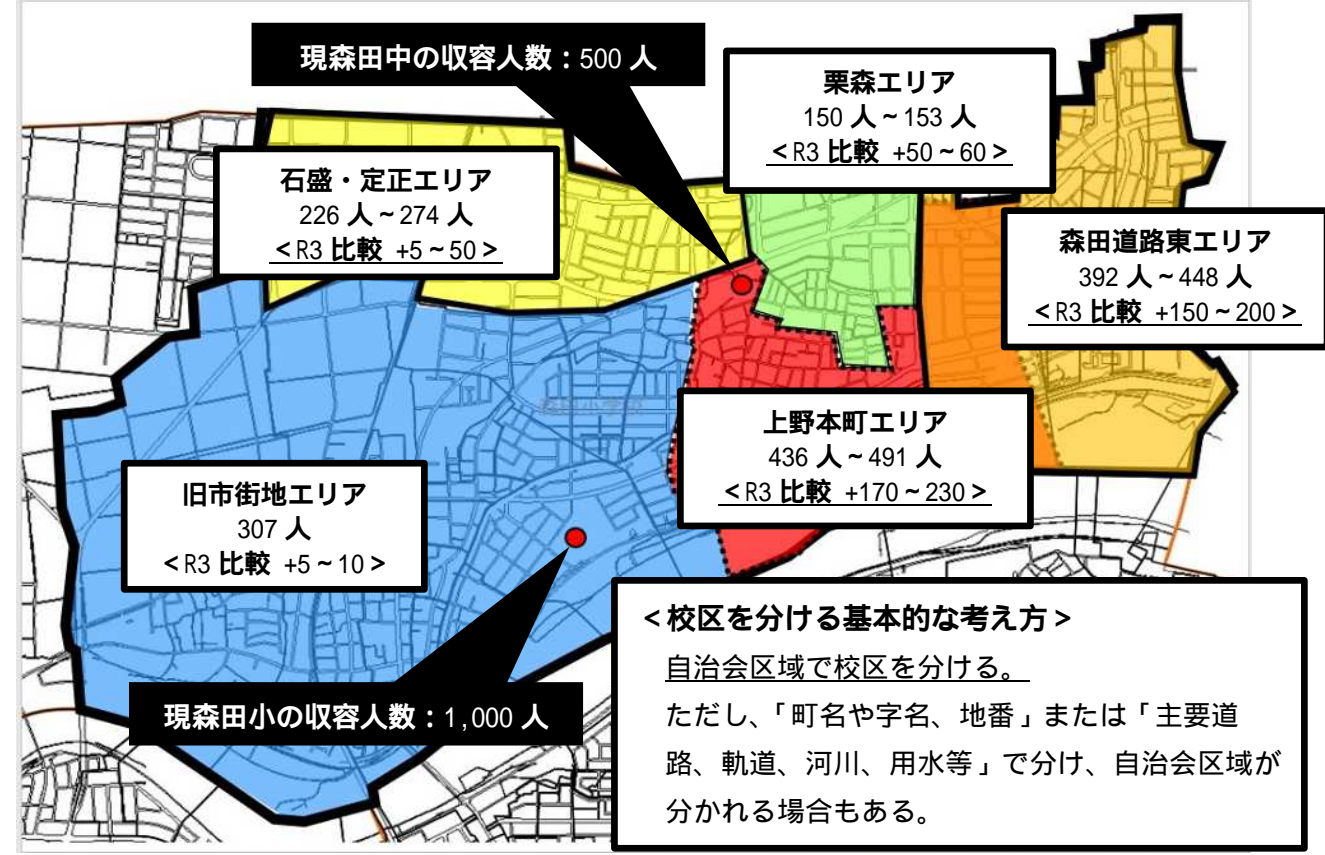 現森田中の収容人数：500 人
栗森エリア
150 人～153 人
＜R3 比較 +50～60＞
石盛・定正エリア
226 人～274 人
＜R3 比較 +5～50＞
森田道路東エリア
392 人～448 人
＜R3 比較 +150～200＞
上野本町エリア
436 人～491 人
＜R3 比較 +170～230＞
旧市街地エリア
307 人
＜R3 比較 +5～10＞
現森田小の収容人数：1,000 人
＜校区を分ける基本的な考え方＞
自治会区域で校区を分ける。
ただし、「町名や字名、地番」または「主要道
路、軌道、河川、用水等」で分け、自治会区域が
分かれる場合もある。